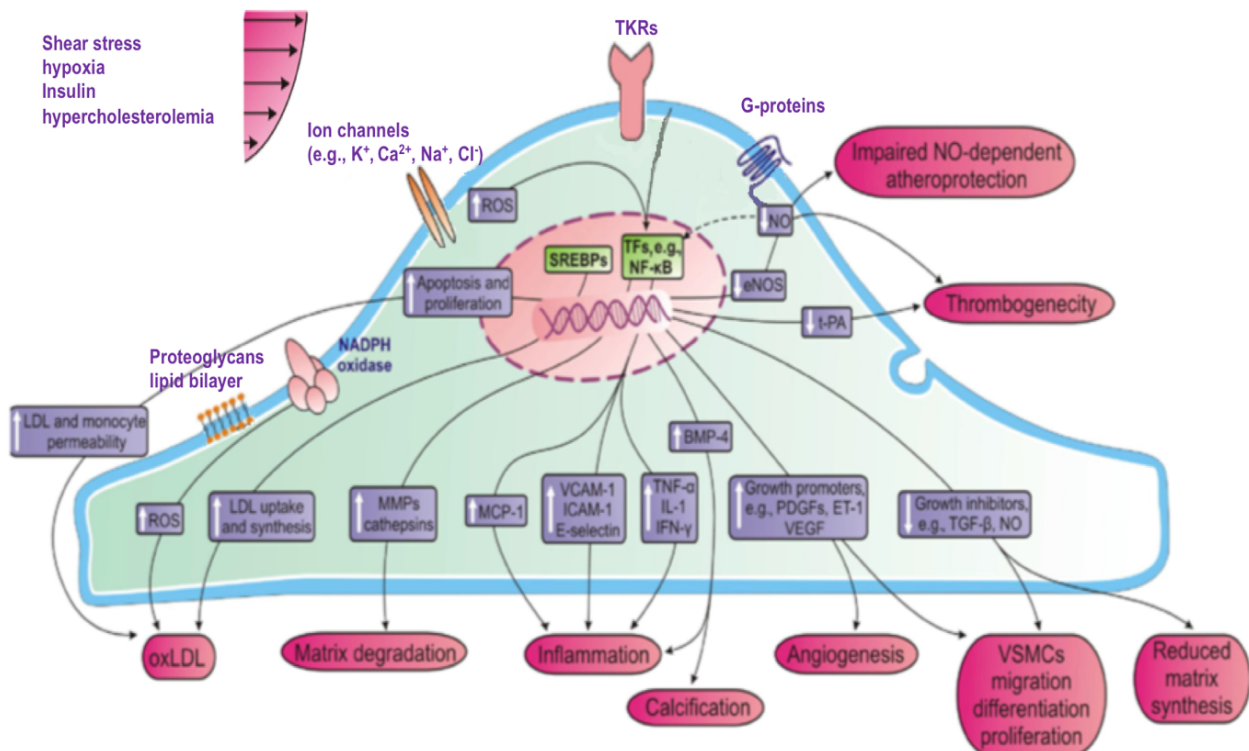 Shear stress
hypoxia
Insulin
hypercholesterolemia
TKRs
G-proteins
Ion channels
(e.g., K⁺, Ca²⁺, Na⁺, Cl⁻)
Impaired NO-dependent
atheroprotection
ROS
NO
SREBPs
TFs, e.g.,
NF-κB
Apoptosis and
proliferation
eNOS
Thrombogenecity
t-PA
Proteoglycans
lipid bilayer
NADPH
oxidase
LDL and monocyte
permeability
BMP-4
ROS
LDL uptake
and synthesis
MMPs
cathepsins
MCP-1
VCAM-1
ICAM-1
E-selectin
TNF-α
IL-1
IFN-γ
Growth promoters,
e.g., PDGFs, ET-1
VEGF
Growth inhibitors,
e.g., TGF-β, NO
oxLDL
Matrix degradation
Inflammation
Calcification
Angiogenesis
VSMCs
migration
differentiation
proliferation
Reduced
matrix
synthesis